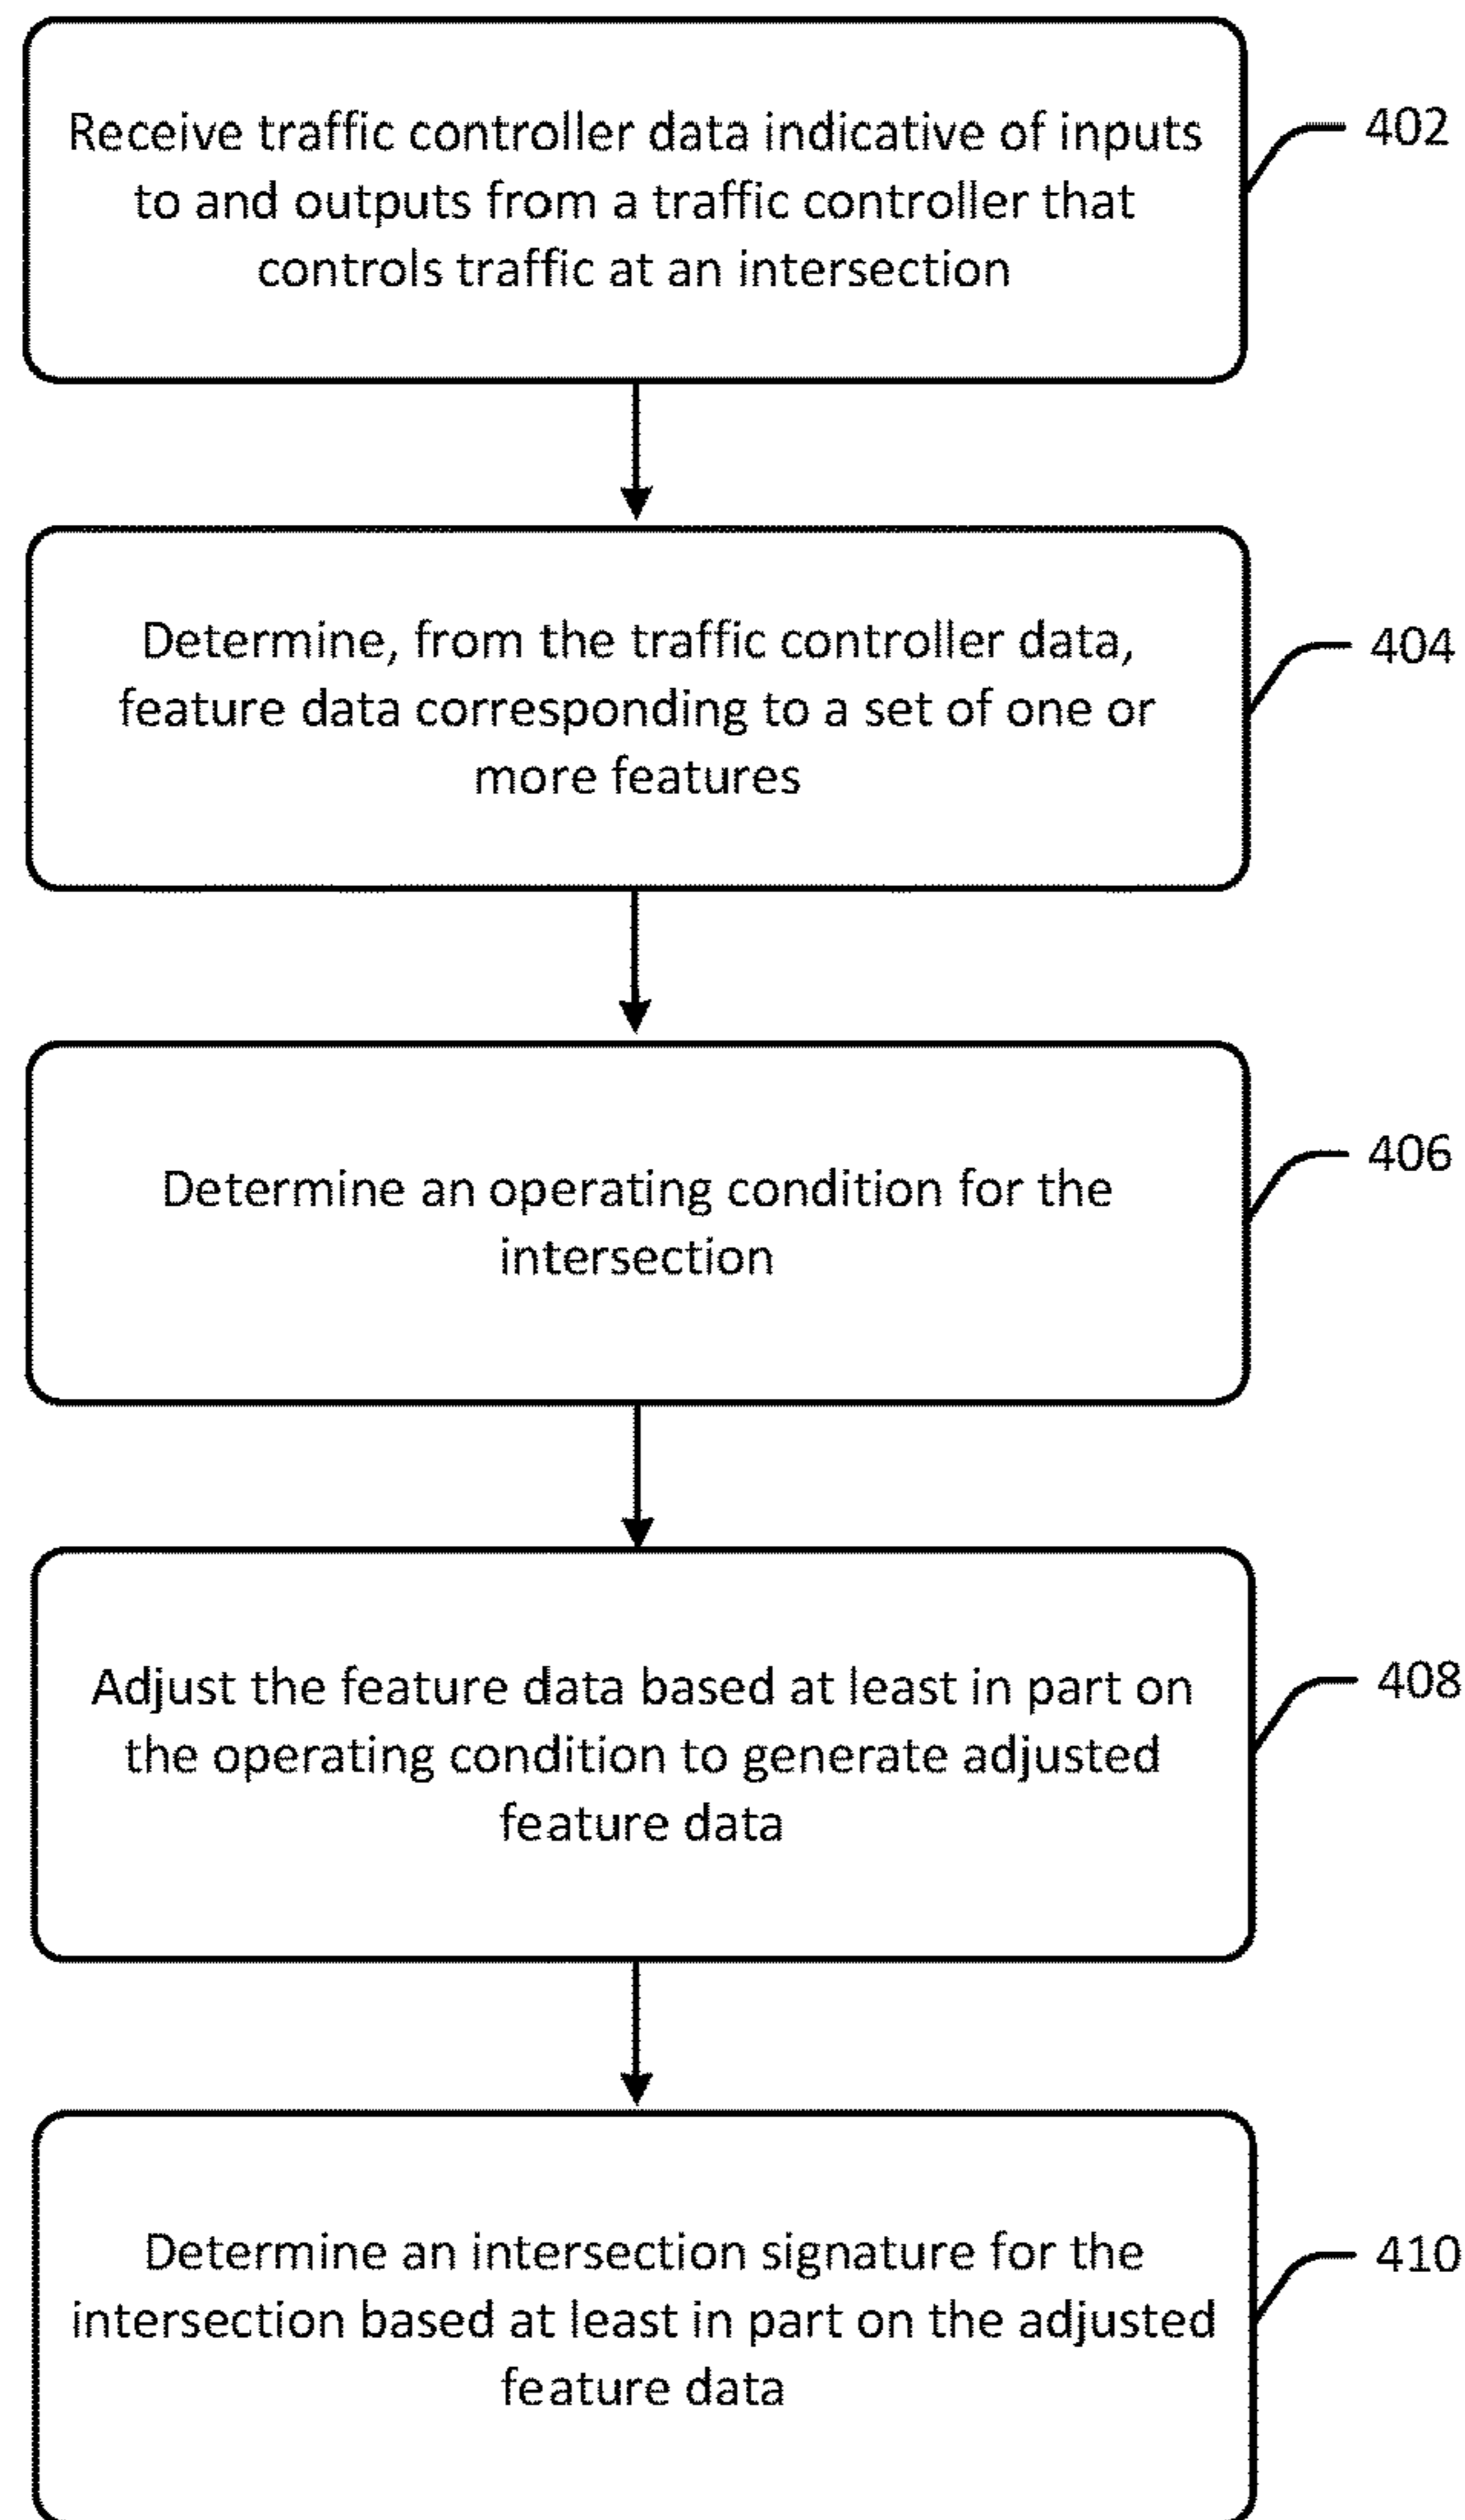 Receive traffic controller data indicative of inputs
to and outputs from a traffic controller that
controls traffic at an intersection
402
Determine, from the traffic controller data,
feature data corresponding to a set of one or
more features
404
Determine an operating condition for the
intersection
406
Adjust the feature data based at least in part on
the operating condition to generate adjusted
feature data
408
Determine an intersection signature for the
intersection based at least in part on the adjusted
feature data
410